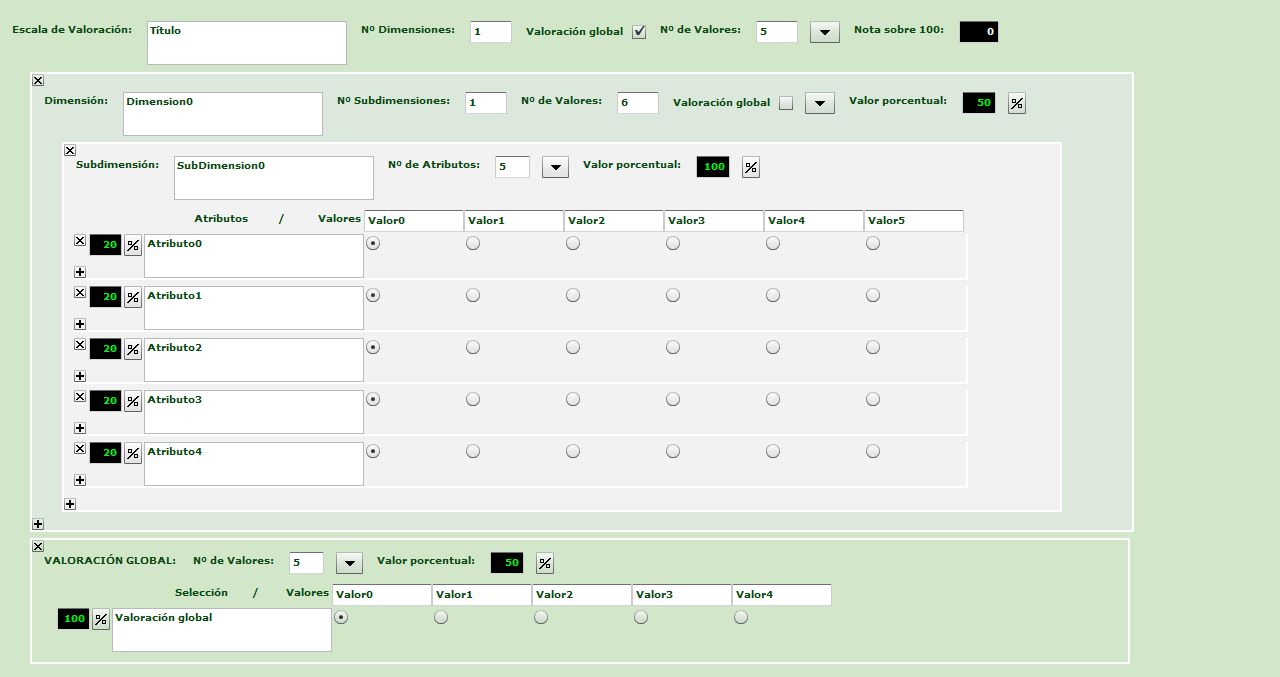 Escala de Valoración: Título Nº Dimensiones: 1 Valoración global Nº de Valores: 5 Nota sobre 100: 0
Dimensión: Dimension0 Nº Subdimensiones: 1 Nº de Valores: 6 Valoración global Valor porcentual: 50 %
Subdimensión: SubDimension0 Nº de Atributos: 5 Valor porcentual: 100 %
Atributos / Valores Valor0 Valor1 Valor2 Valor3 Valor4 Valor5
20 % Atributo0
20 % Atributo1
20 % Atributo2
20 % Atributo3
20 % Atributo4
VALORACIÓN GLOBAL: Nº de Valores: 5 Valor porcentual: 50 %
Selección / Valores Valor0 Valor1 Valor2 Valor3 Valor4
100 % Valoración global